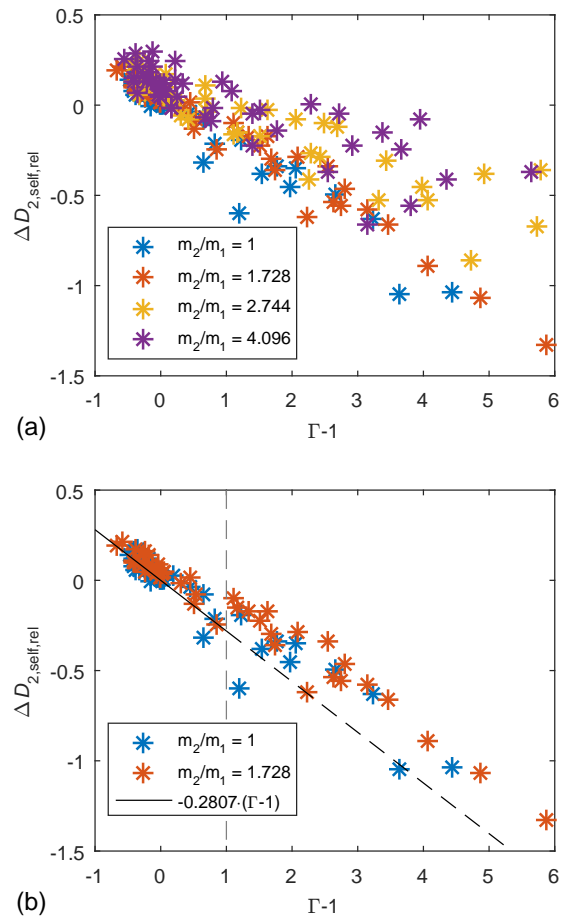 0.5
0
-0.5
-1
-1.5
ΔD2,self,rel
m2/m1 = 1
m2/m1 = 1.728
m2/m1 = 2.744
m2/m1 = 4.096
-1 0 1 2 3 4 5 6
(a)
Γ-1
0.5
0
-0.5
-1
-1.5
ΔD2,self,rel
m2/m1 = 1
m2/m1 = 1.728
-0.2807·(Γ-1)
-1 0 1 2 3 4 5 6
(b)
Γ-1